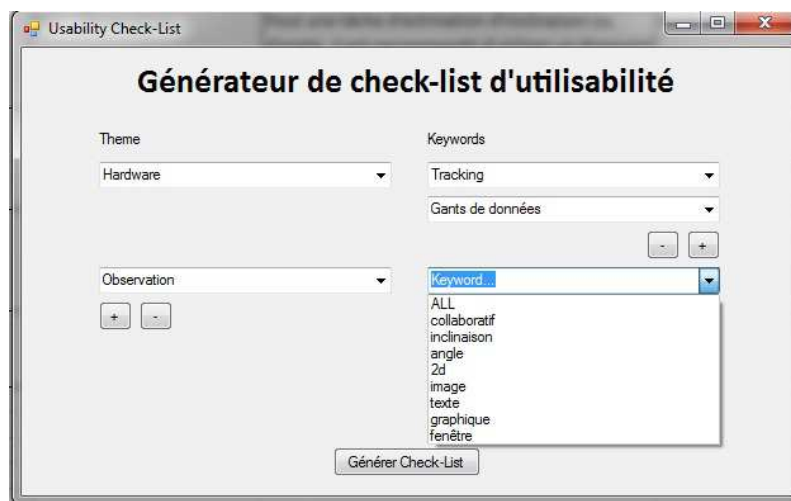 Usability Check-List
Générateur de check-list d'utilisabilité
Theme
Keywords
Hardware
Tracking
Gants de données
- +
Observation
Keyword...
+ -
ALL
collaboratif
inclinaison
angle
2d
image
texte
graphique
fenêtre
Générer Check-List